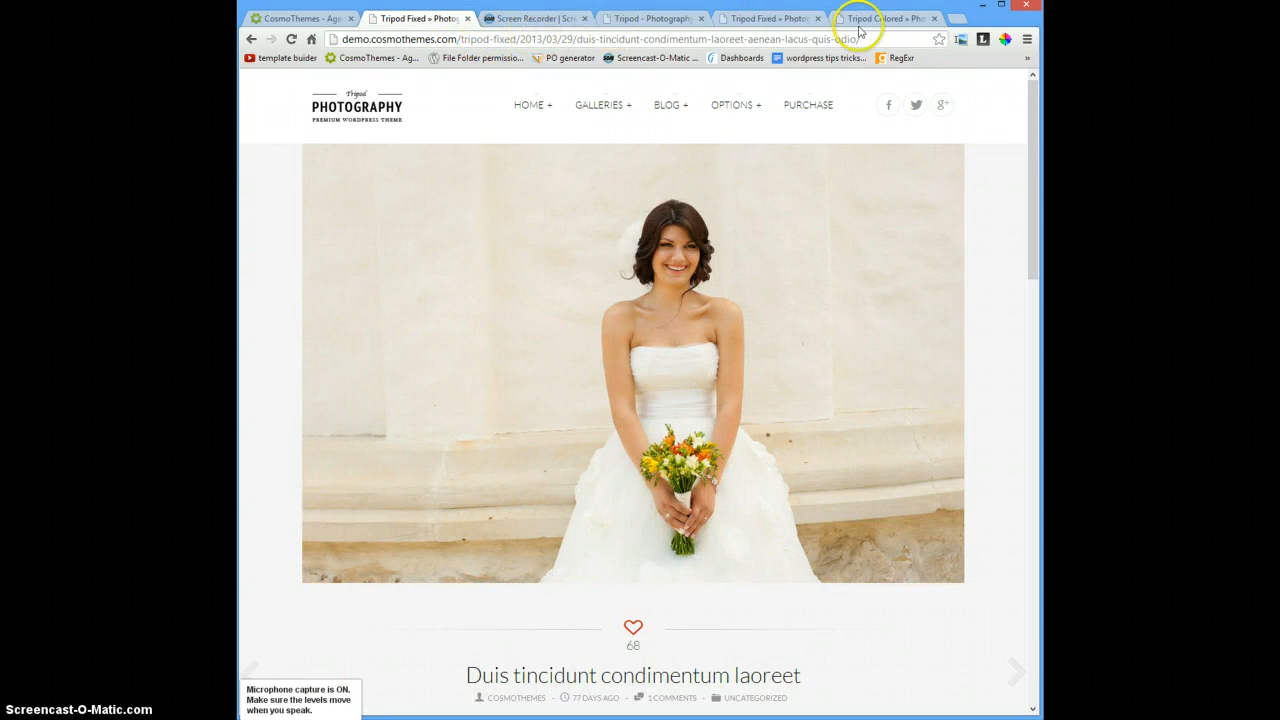 CosmoThemes - Age
Tripod Fixed » Photog
Screen Recorder | Scre
Tripod - Photography
Tripod Fixed » Photog
Tripod Colored » Pho
demo.cosmothemes.com/tripod-fixed/2013/03/29/duis-tincidunt-condimentum-laoreet-aenean-lacus-quis-odio/
template buider
CosmoThemes - Ag...
File Folder permissio...
PO generator
Screencast-O-Matic ...
Dashboards
wordpress tips tricks...
RegExr
»
Tripod
PHOTOGRAPHY
PREMIUM WORDPRESS THEME
HOME +
GALLERIES +
BLOG +
OPTIONS +
PURCHASE
68
Duis tincidunt condimentum laoreet
COSMOTHEMES - 77 DAYS AGO - 1 COMMENTS - UNCATEGORIZED
Microphone capture is ON.
Make sure the levels move
when you speak.
Screencast-O-Matic.com